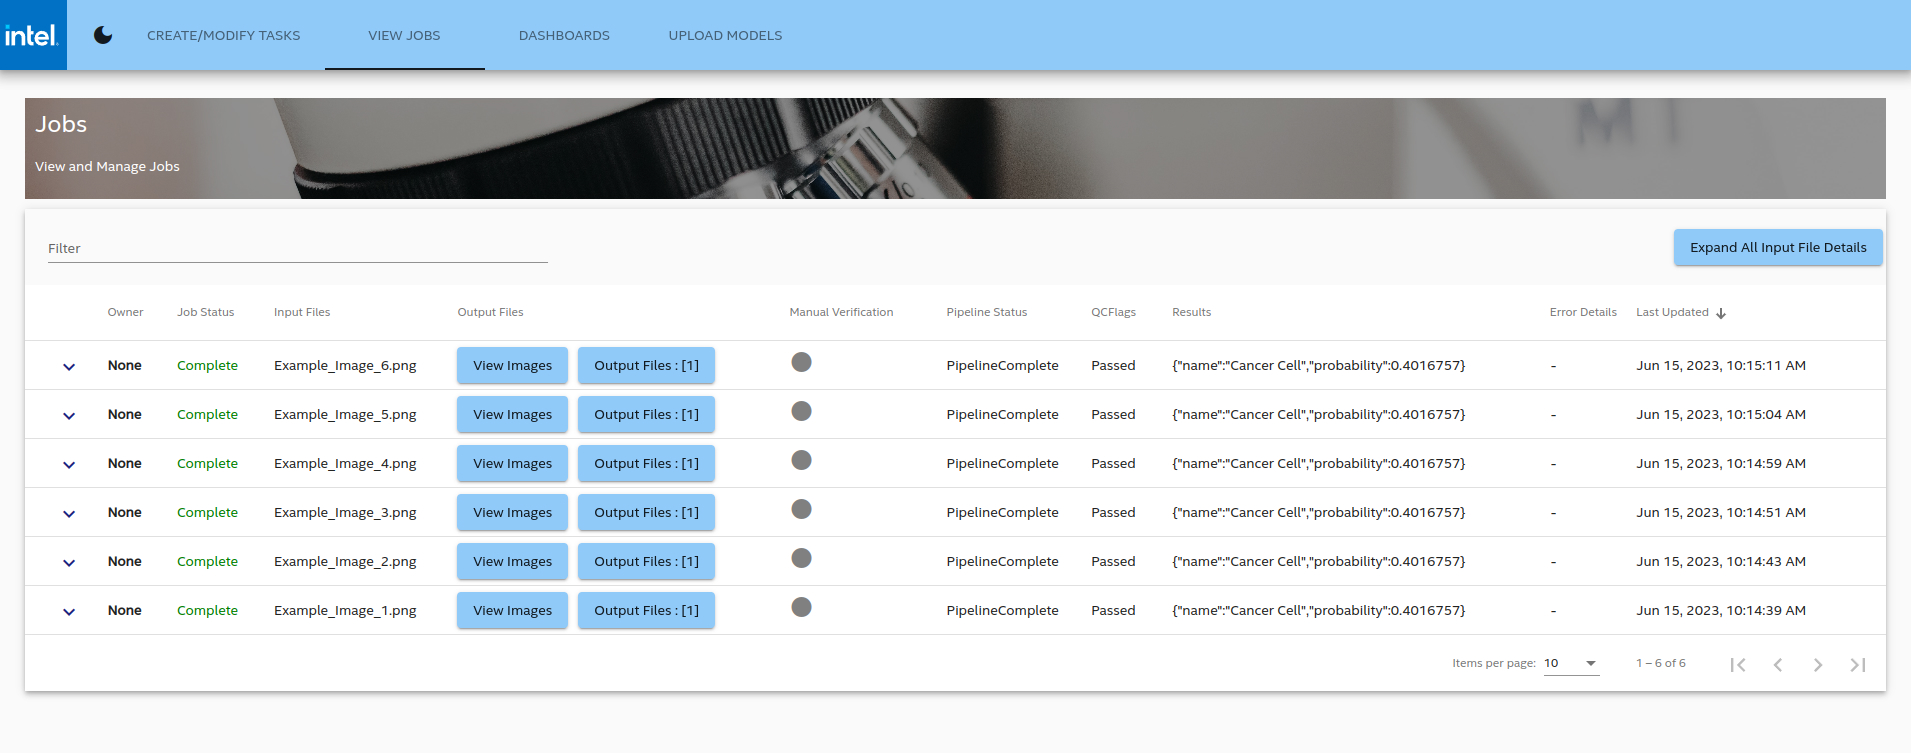 intel. CREATE/MODIFY TASKS VIEW JOBS DASHBOARDS UPLOAD MODELS
Jobs
View and Manage Jobs
Filter Expand All Input File Details
Owner Job Status Input Files Output Files Manual Verification Pipeline Status QCFlags Results Error Details Last Updated
None Complete Example_Image_6.png View Images Output Files : [1] PipelineComplete Passed {"name":"Cancer Cell","probability":0.4016757} - Jun 15, 2023, 10:15:11 AM
None Complete Example_Image_5.png View Images Output Files : [1] PipelineComplete Passed {"name":"Cancer Cell","probability":0.4016757} - Jun 15, 2023, 10:15:04 AM
None Complete Example_Image_4.png View Images Output Files : [1] PipelineComplete Passed {"name":"Cancer Cell","probability":0.4016757} - Jun 15, 2023, 10:14:59 AM
None Complete Example_Image_3.png View Images Output Files : [1] PipelineComplete Passed {"name":"Cancer Cell","probability":0.4016757} - Jun 15, 2023, 10:14:51 AM
None Complete Example_Image_2.png View Images Output Files : [1] PipelineComplete Passed {"name":"Cancer Cell","probability":0.4016757} - Jun 15, 2023, 10:14:43 AM
None Complete Example_Image_1.png View Images Output Files : [1] PipelineComplete Passed {"name":"Cancer Cell","probability":0.4016757} - Jun 15, 2023, 10:14:39 AM
Items per page: 10 1 – 6 of 6